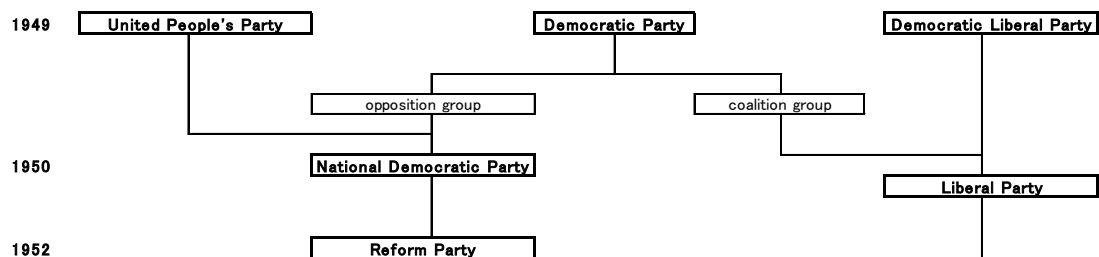 1949 United People's Party Democratic Party Democratic Liberal Party
opposition group coalition group
1950 National Democratic Party
Liberal Party
1952 Reform Party